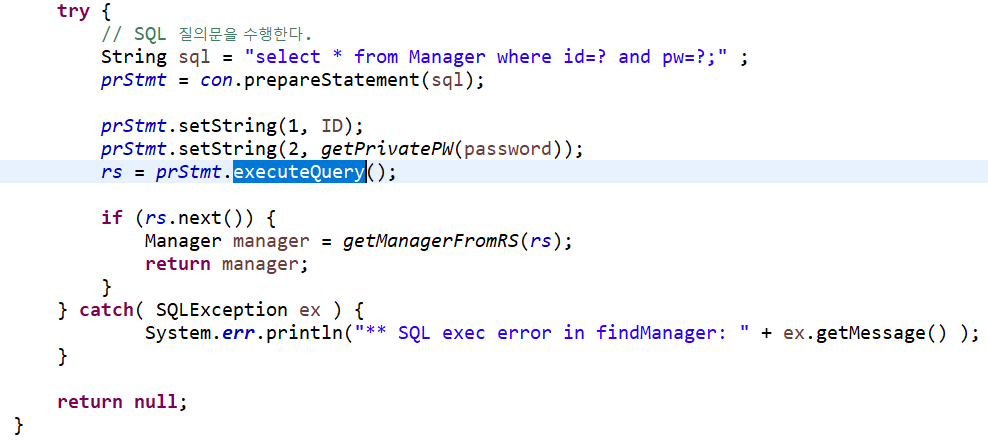 try {
// SQL 질의문을 수행한다.
String sql = "select * from Manager where id=? and pw=?;" ;
prStmt = con.prepareStatement(sql);
prStmt.setString(1, ID);
prStmt.setString(2, getPrivatePW(password));
rs = prStmt.executeQuery();
if (rs.next()) {
Manager manager = getManagerFromRS(rs);
return manager;
}
} catch( SQLException ex ) {
System.err.println("** SQL exec error in findManager: " + ex.getMessage() );
}
return null;
}